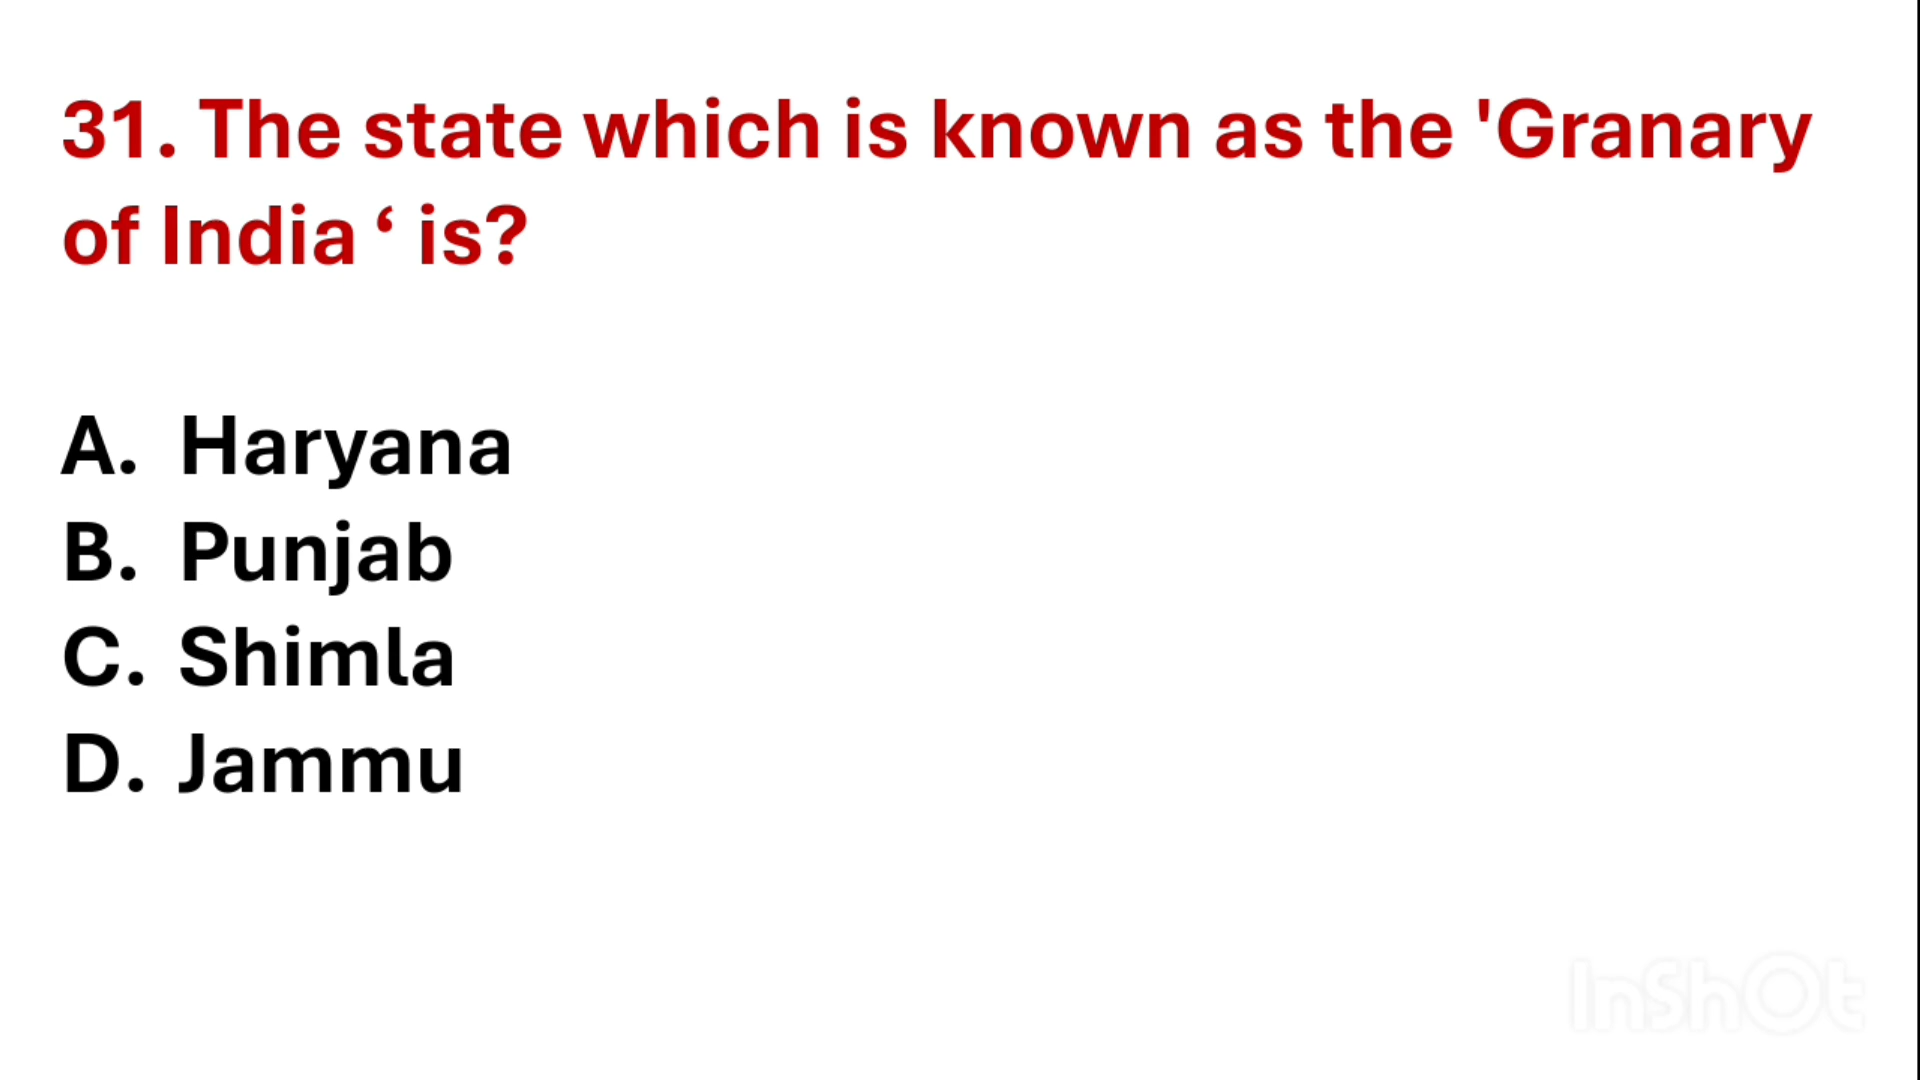 31. The state which is known as the 'Granary
of India ‘ is?
A. Haryana
B. Punjab
C. Shimla
D. Jammu
InShOt